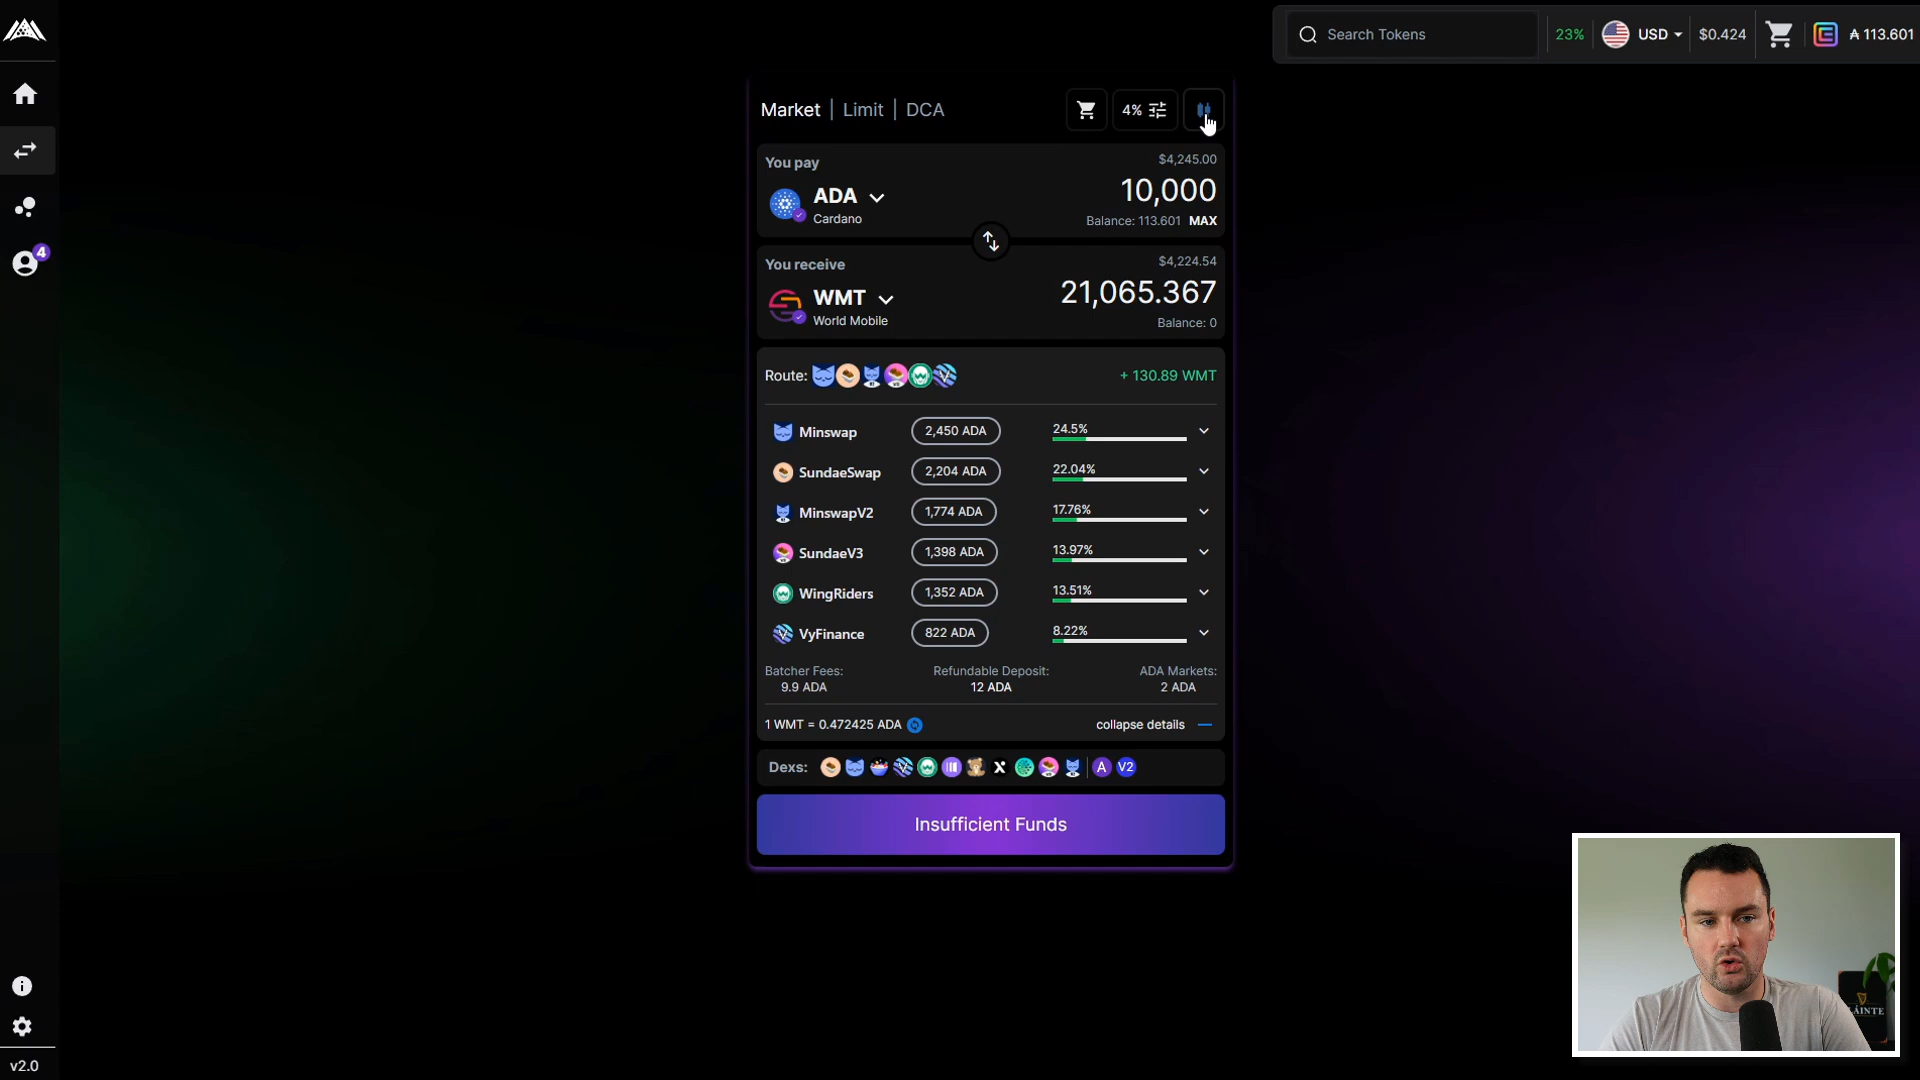 Search Tokens
23%
USD
$0.424
₳ 113.601
Market | Limit | DCA
4%
You pay
$4,245.00
ADA
10,000
Cardano
Balance: 113.601 MAX
You receive
$4,224.54
WMT
21,065.367
World Mobile
Balance: 0
Route:
+ 130.89 WMT
Minswap
2,450 ADA
24.5%
SundaeSwap
2,204 ADA
22.04%
MinswapV2
1,774 ADA
17.76%
SundaeV3
1,398 ADA
13.97%
WingRiders
1,352 ADA
13.51%
VyFinance
822 ADA
8.22%
Batcher Fees:
9.9 ADA
Refundable Deposit:
12 ADA
ADA Markets:
2 ADA
1 WMT = 0.472425 ADA
collapse details
Dexs:
A
V2
Insufficient Funds
4
v2.0